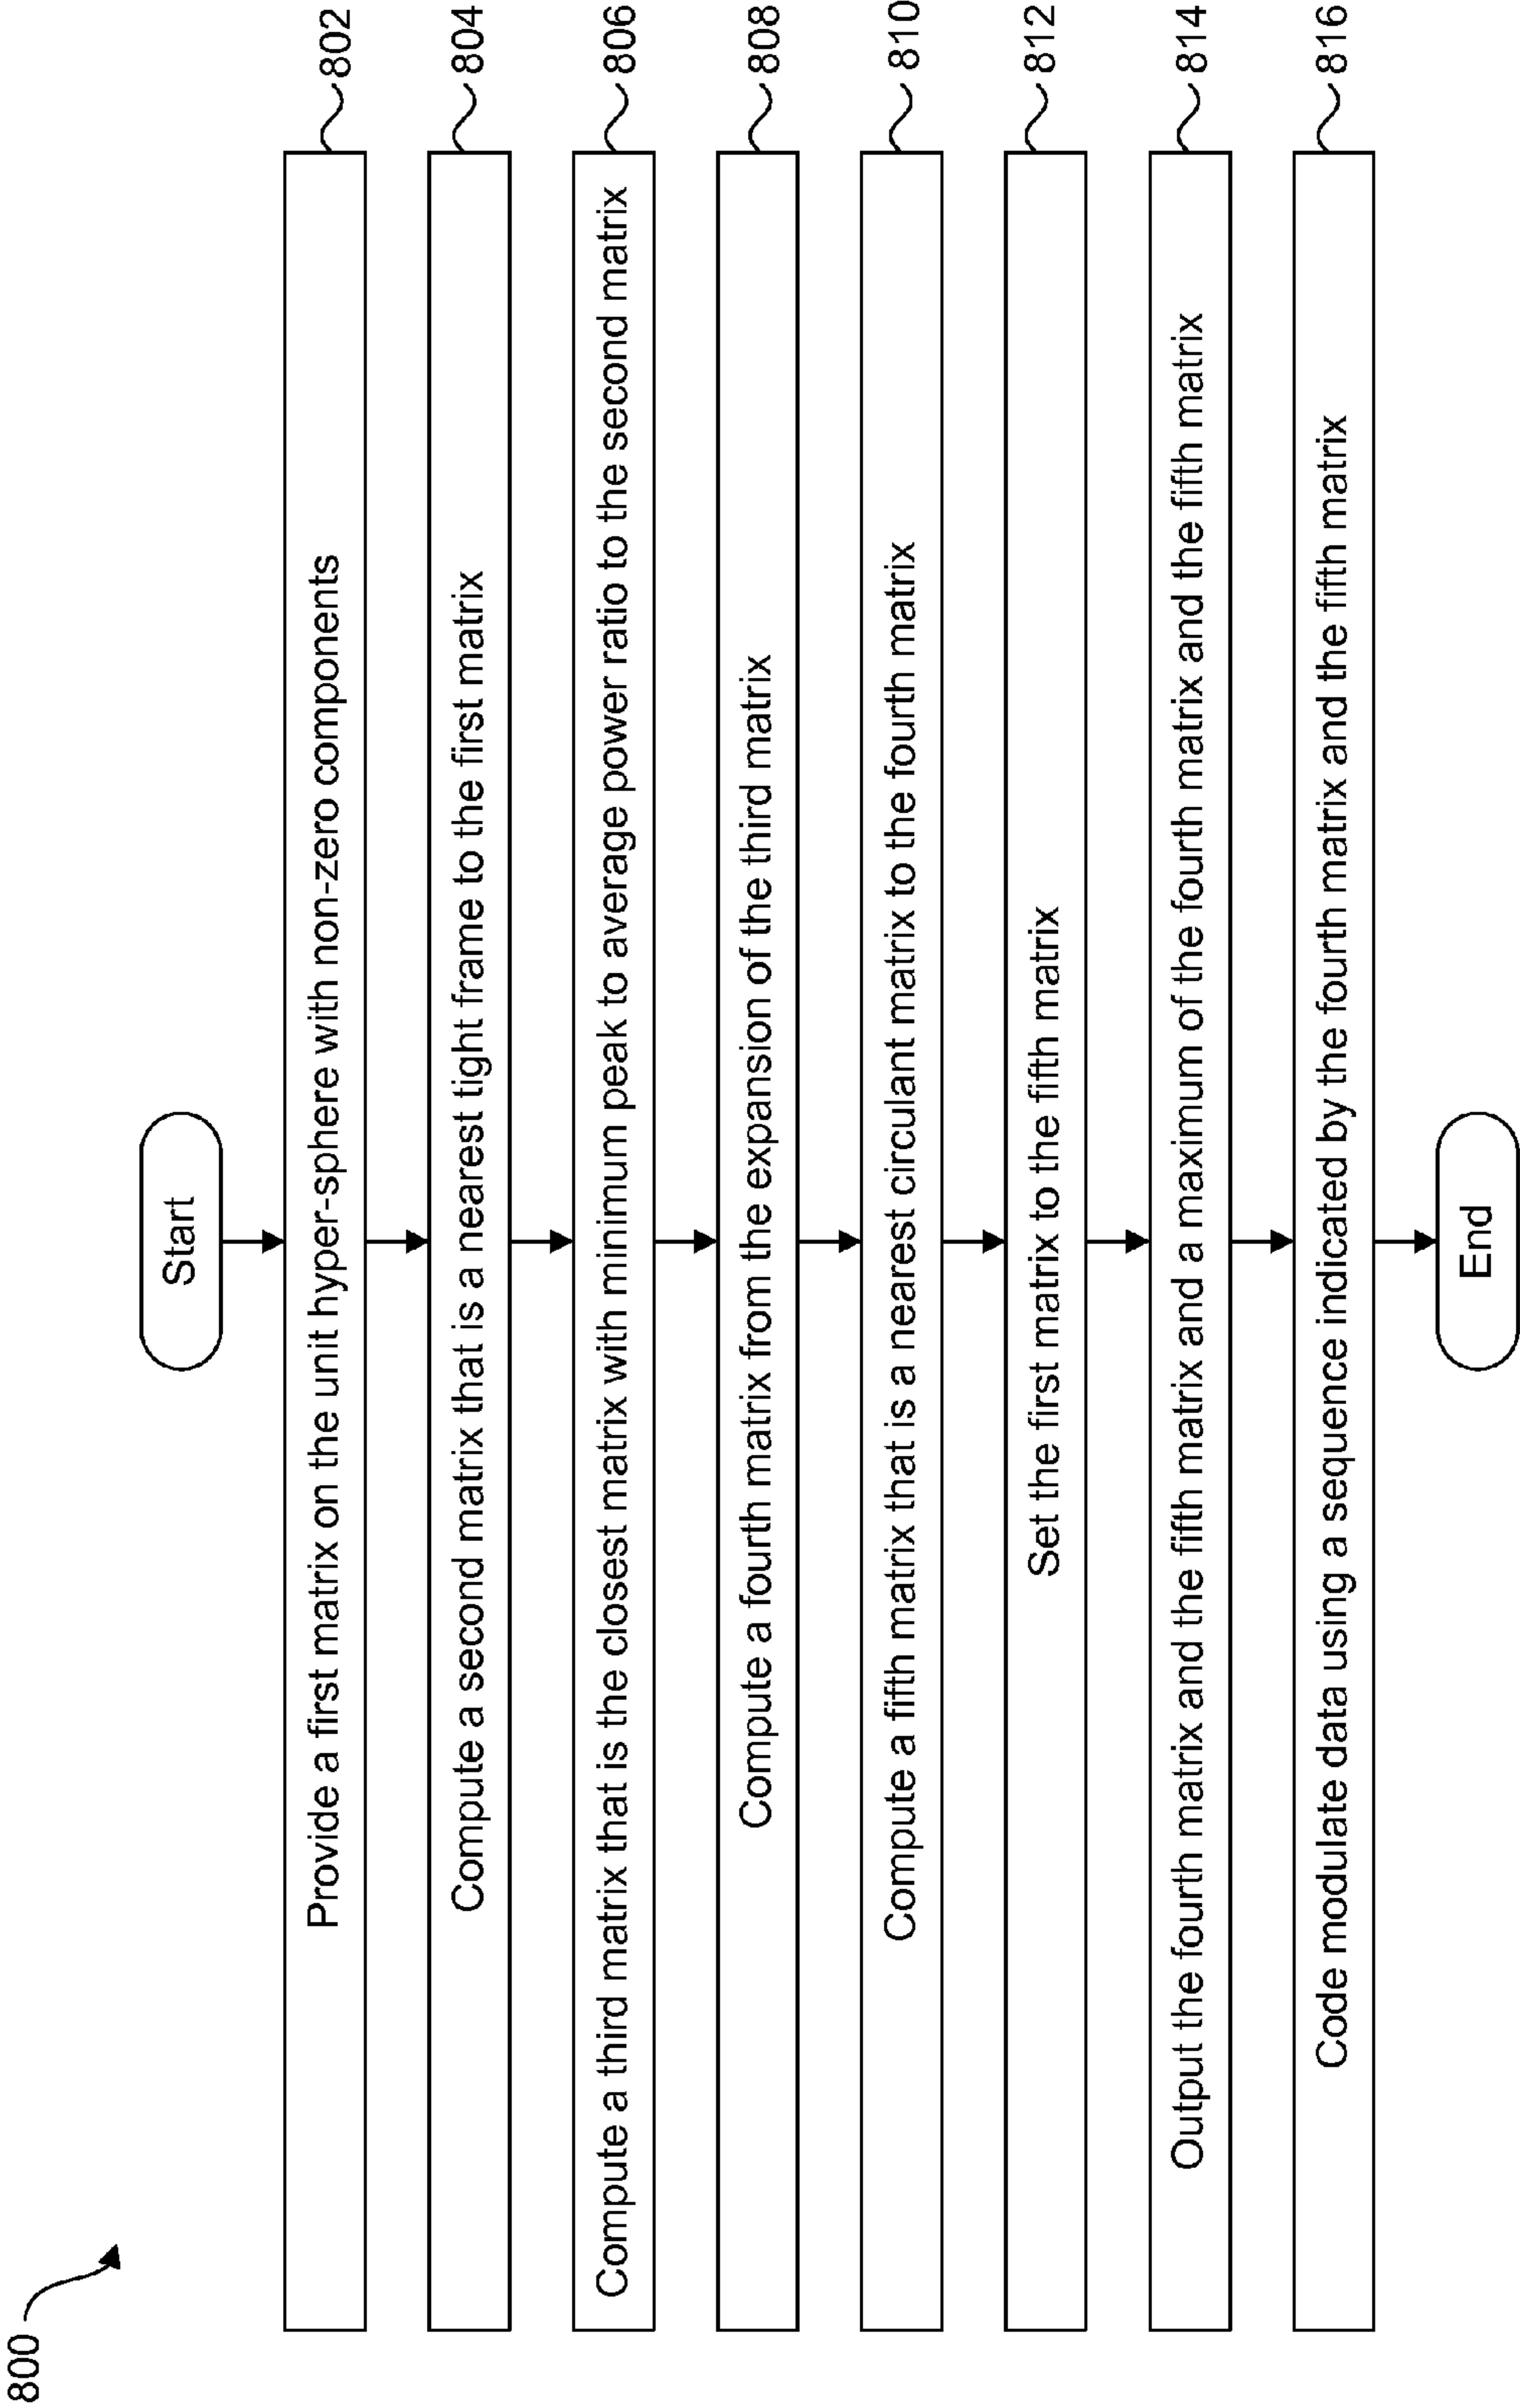 800
Start
Provide a first matrix on the unit hyper-sphere with non-zero components
802
Compute a second matrix that is a nearest tight frame to the first matrix
804
Compute a third matrix that is the closest matrix with minimum peak to average power ratio to the second matrix
806
Compute a fourth matrix from the expansion of the third matrix
808
Compute a fifth matrix that is a nearest circulant matrix to the fourth matrix
810
Set the first matrix to the fifth matrix
812
Output the fourth matrix and the fifth matrix and a maximum of the fourth matrix and the fifth matrix
814
Code modulate data using a sequence indicated by the fourth matrix and the fifth matrix
816
End